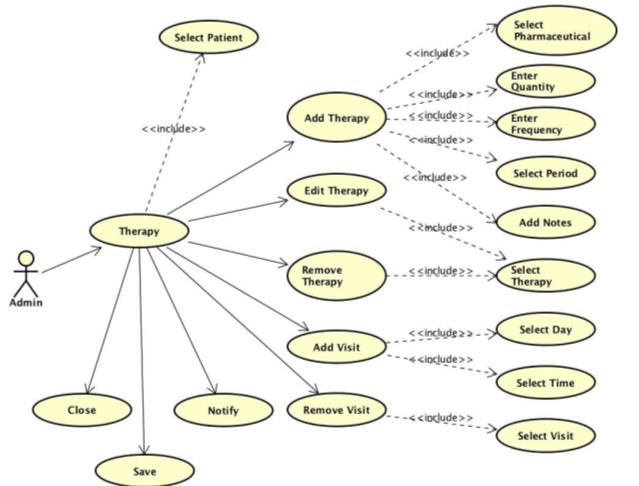 Select Patient
<<include>>
Therapy
Admin
Close
Save
Notify
Add Therapy
Edit Therapy
Remove
Therapy
Add Visit
Remove Visit
<<include>>
<<include>>
<<include>>
<<include>>
<<include>>
<<include>>
<<include>>
<<include>>
<<include>>
<<include>>
Select
Pharmaceutical
Enter
Quantity
Enter
Frequency
Select Period
Add Notes
Select
Therapy
Select Day
Select Time
Select Visit